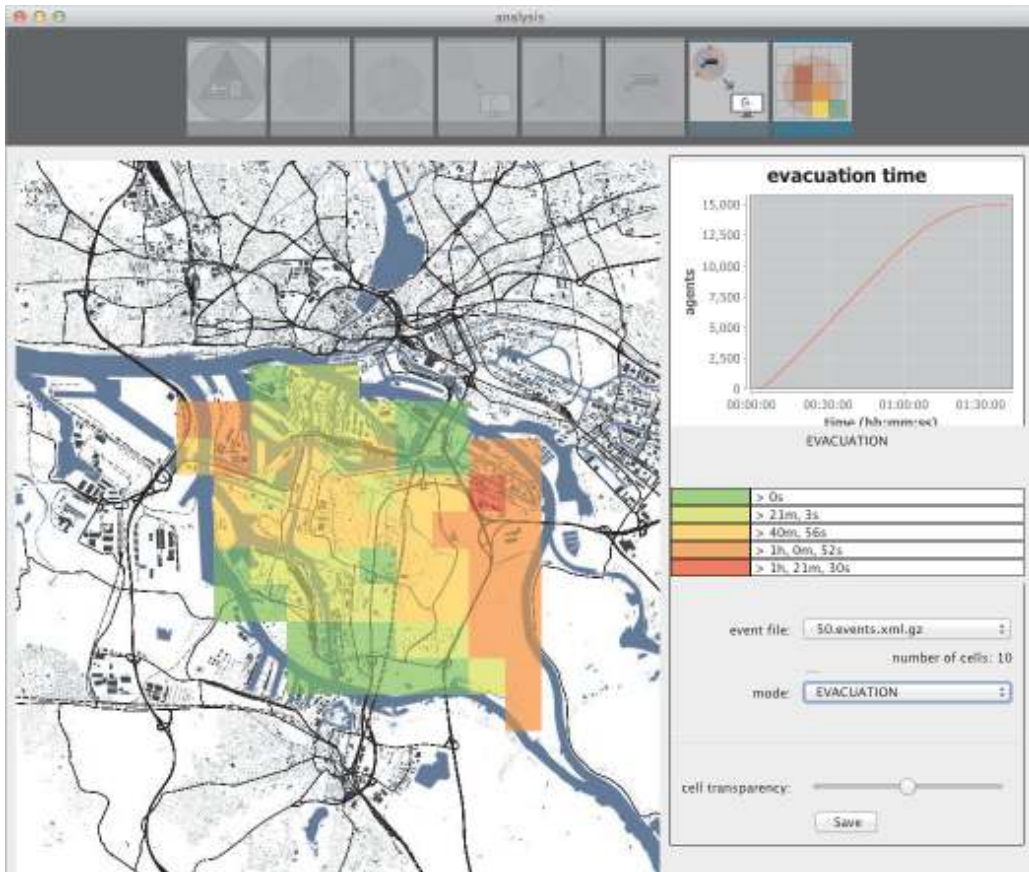 analysis
evacuation time
15,000
12,500
10,000
7,500
5,000
2,500
0
agents
00:00:00 00:30:00 01:00:00 01:30:00
time (hh:mm:ss)
EVACUATION
> 0s
> 21m, 3s
> 40m, 56s
> 1h, 0m, 52s
> 1h, 21m, 30s
event file: 50.events.xml.gz
number of cells: 10
mode: EVACUATION
cell transparency:
Save